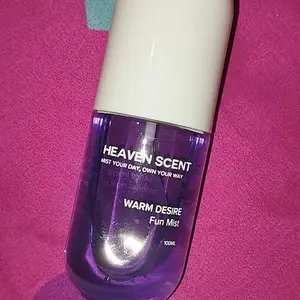 HEAVEN SCENT
MIST YOUR DAY, OWN YOUR WAY
WARM DESIRE
Fun Mist
100ML